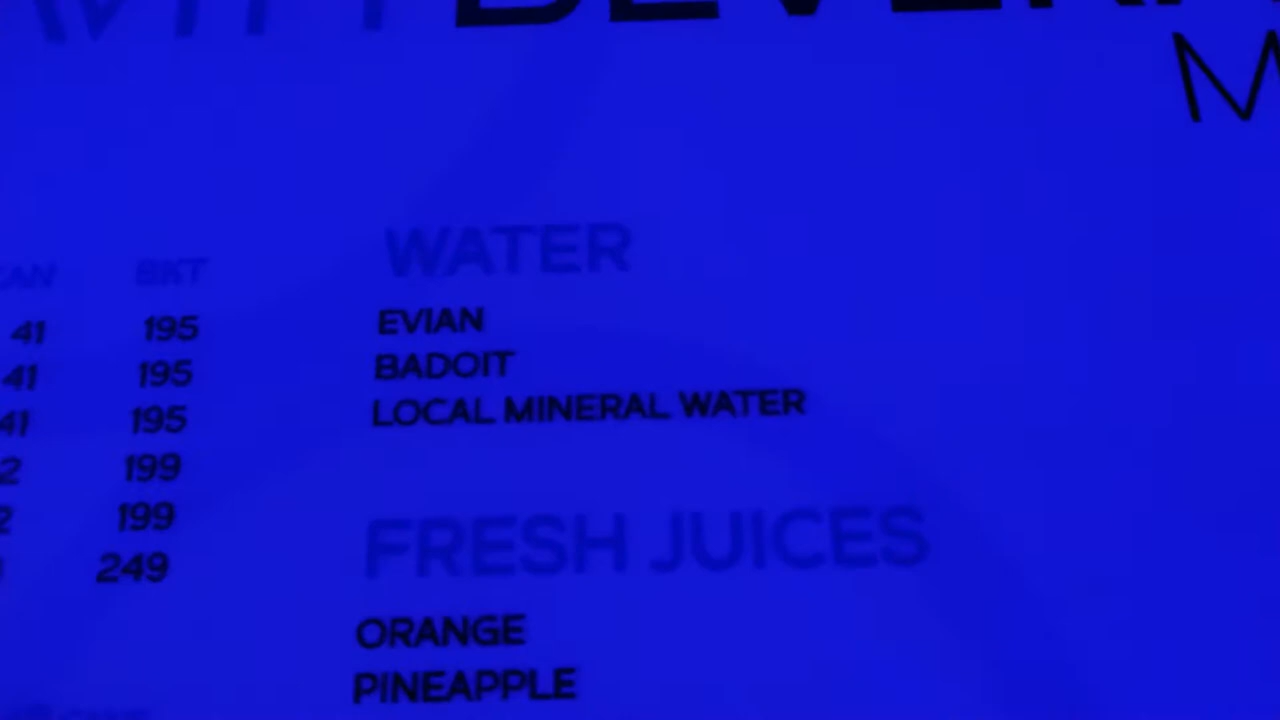 WATER
BKT
EVIAN
41 195
BADOIT
41 195
LOCAL MINERAL WATER
41 195
199
199
249
FRESH JUICES
ORANGE
PINEAPPLE